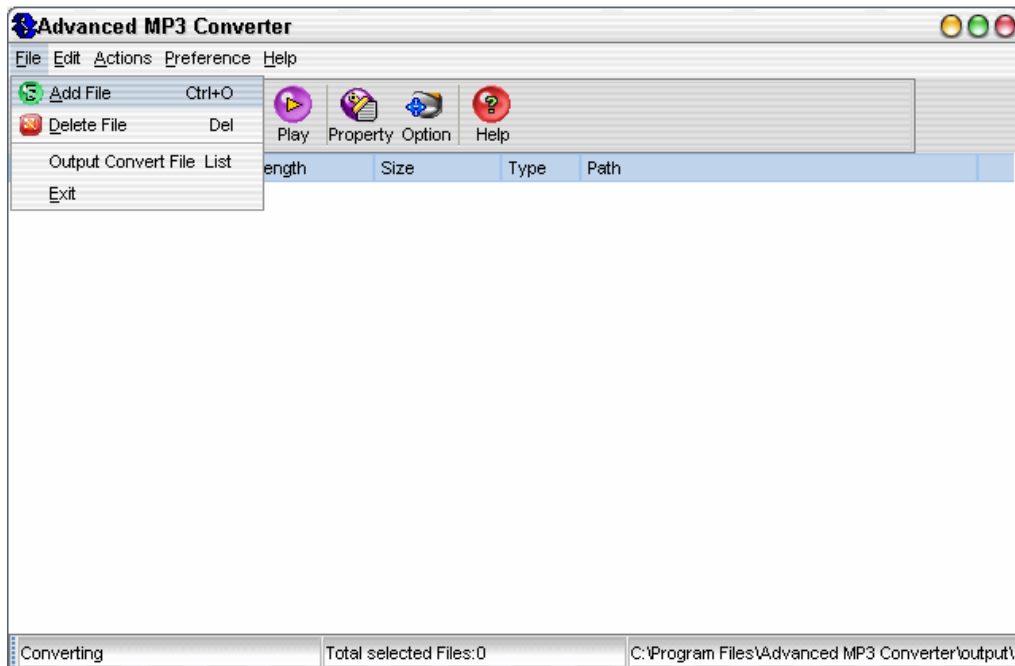 Advanced MP3 Converter
File Edit Actions Preference Help
Add File Ctrl+O
Delete File Del
Output Convert File List
Exit
Play Property Option Help
ength Size Type Path
Converting Total selected Files:0 C:\Program Files\Advanced MP3 Converter\output\